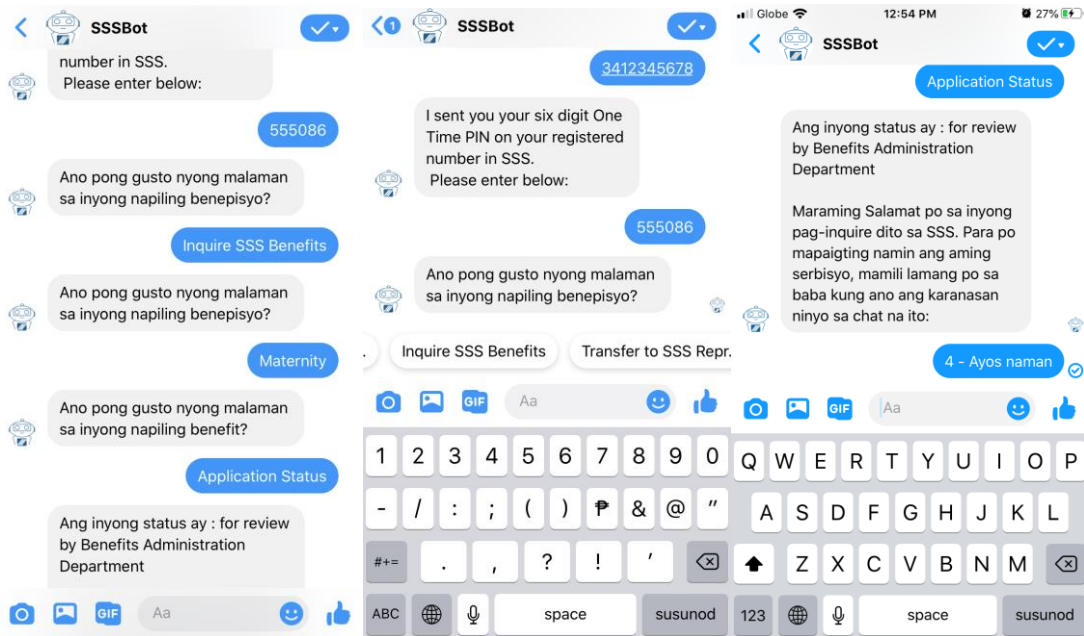 SSSBot
number in SSS.
Please enter below:
555086
Ano pong gusto nyong malaman
sa inyong napiling benepisyo?
Inquire SSS Benefits
Ano pong gusto nyong malaman
sa inyong napiling benepisyo?
Maternity
Ano pong gusto nyong malaman
sa inyong napiling benefit?
Application Status
Ang inyong status ay : for review
by Benefits Administration
Department
GIF
Aa
1
SSSBot
3412345678
I sent you your six digit One
Time PIN on your registered
number in SSS.
Please enter below:
555086
Ano pong gusto nyong malaman
sa inyong napiling benepisyo?
. Inquire SSS Benefits Transfer to SSS Repr.
GIF Aa
1 2 3 4 5 6 7 8 9 0
- / : ; ( ) ₱ & @ "
#+= . , ? ! '
ABC space susunod
Globe 12:54 PM 27%
SSSBot
Application Status
Ang inyong status ay : for review
by Benefits Administration
Department
Maraming Salamat po sa inyong
pag-inquire dito sa SSS. Para po
mapaigting namin ang aming
serbisyo, mamili lamang po sa
baba kung ano ang karanasan
ninyo sa chat na ito:
4 - Ayos naman
GIF Aa
Q W E R T Y U I O P
A S D F G H J K L
Z X C V B N M
123 space susunod